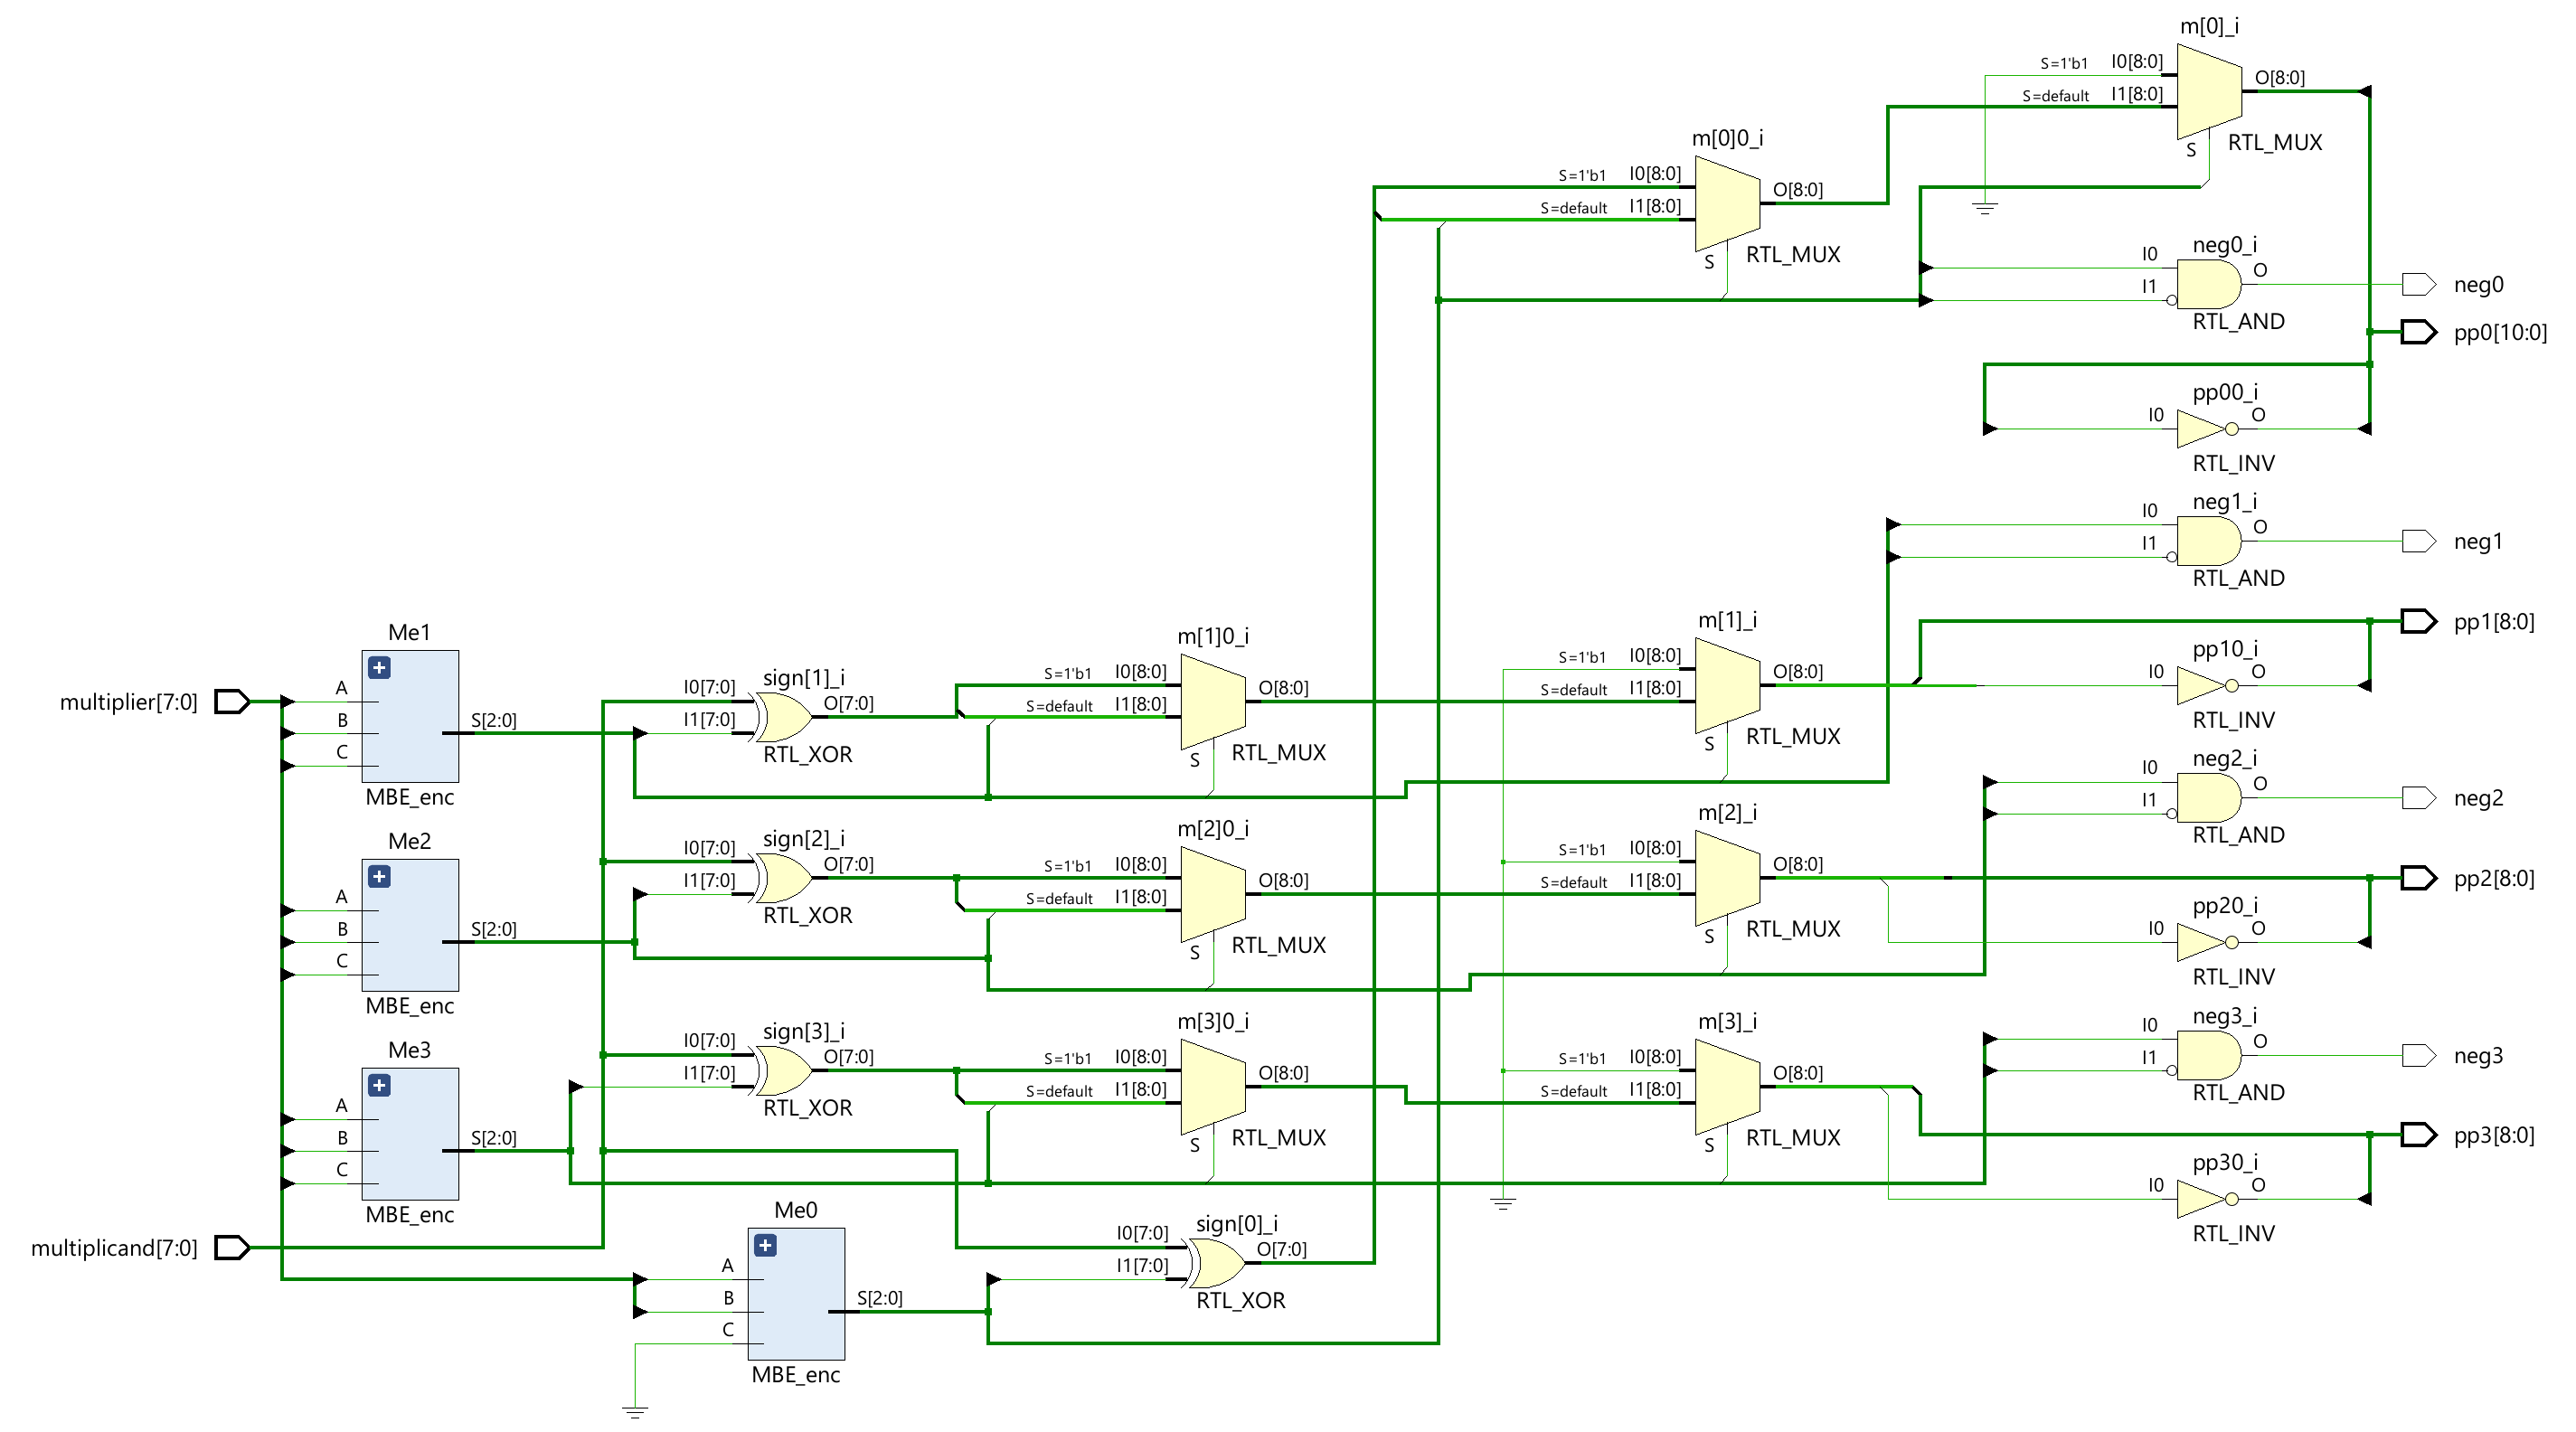 m[0]_i
S=1'b1 I0[8:0]
S=default I1[8:0]
O[8:0]
S
RTL_MUX
m[0]0_i
S=1'b1 I0[8:0]
S=default I1[8:0]
O[8:0]
S
RTL_MUX
neg0_i
I0
I1
O
RTL_AND
neg0
pp0[10:0]
pp00_i
I0
O
RTL_INV
neg1_i
I0
I1
O
RTL_AND
neg1
Me1
A
B
C
S[2:0]
MBE_enc
multiplier[7:0]
sign[1]_i
I0[7:0]
I1[7:0]
O[7:0]
RTL_XOR
m[1]0_i
S=1'b1 I0[8:0]
S=default I1[8:0]
O[8:0]
S
RTL_MUX
m[1]_i
S=1'b1 I0[8:0]
S=default I1[8:0]
O[8:0]
S
RTL_MUX
pp1[8:0]
pp10_i
I0
O
RTL_INV
neg2_i
I0
I1
O
RTL_AND
neg2
Me2
A
B
C
S[2:0]
MBE_enc
sign[2]_i
I0[7:0]
I1[7:0]
O[7:0]
RTL_XOR
m[2]0_i
S=1'b1 I0[8:0]
S=default I1[8:0]
O[8:0]
S
RTL_MUX
m[2]_i
S=1'b1 I0[8:0]
S=default I1[8:0]
O[8:0]
S
RTL_MUX
pp2[8:0]
pp20_i
I0
O
RTL_INV
neg3_i
I0
I1
O
RTL_AND
neg3
Me3
A
B
C
S[2:0]
MBE_enc
sign[3]_i
I0[7:0]
I1[7:0]
O[7:0]
RTL_XOR
m[3]0_i
S=1'b1 I0[8:0]
S=default I1[8:0]
O[8:0]
S
RTL_MUX
m[3]_i
S=1'b1 I0[8:0]
S=default I1[8:0]
O[8:0]
S
RTL_MUX
pp3[8:0]
pp30_i
I0
O
RTL_INV
multiplicand[7:0]
Me0
A
B
C
S[2:0]
MBE_enc
sign[0]_i
I0[7:0]
I1[7:0]
O[7:0]
RTL_XOR